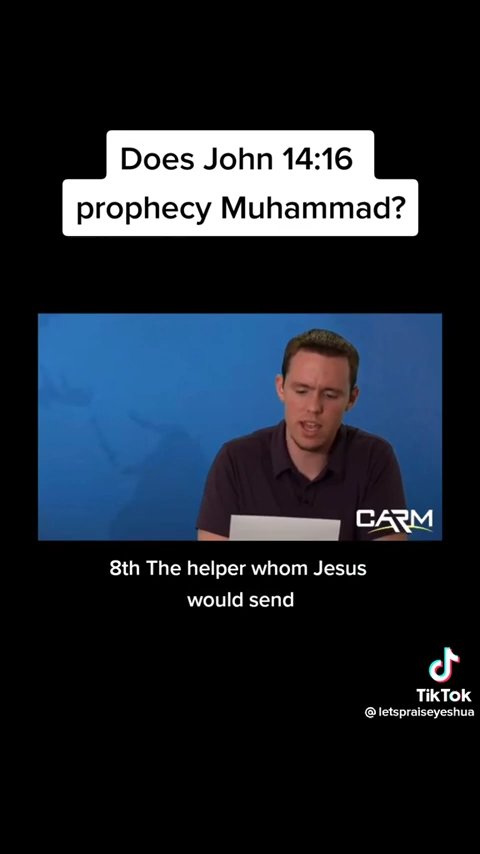 Does John 14:16
prophecy Muhammad?
CARM
8th The helper whom Jesus
would send
TikTok
@letspraiseyeshua